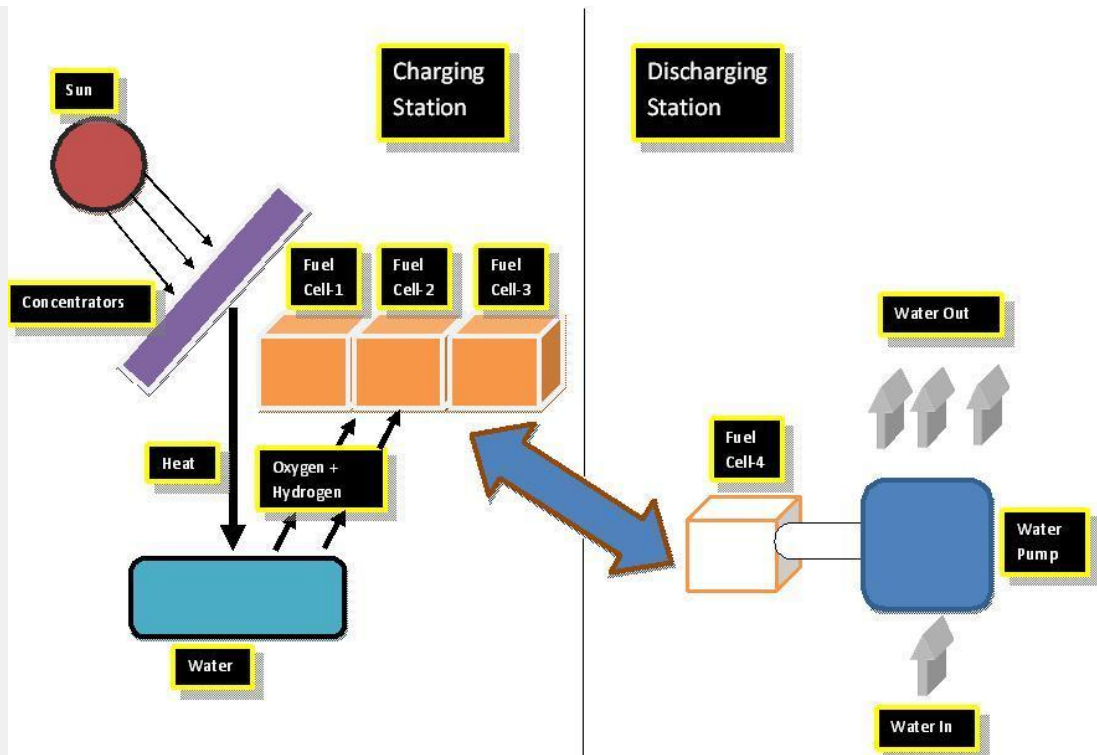 Charging
Station
Discharging
Station
Sun
Concentrators
Fuel
Cell-1
Fuel
Cell-2
Fuel
Cell-3
Heat
Oxygen +
Hydrogen
Water
Water Out
Fuel
Cell-4
Water
Pump
Water In